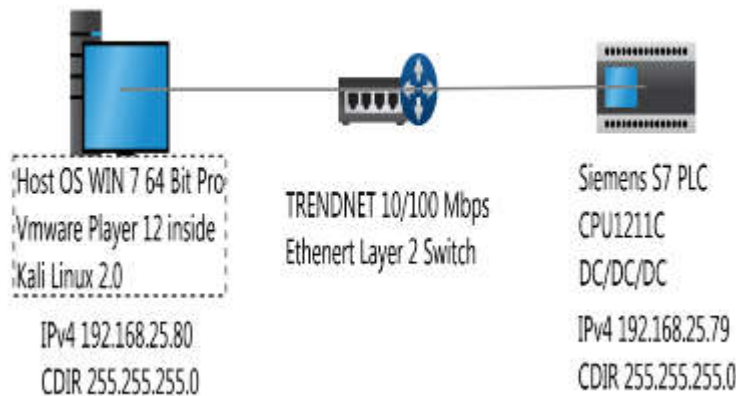 Host OS WIN 7 64 Bit Pro
Vmware Player 12 inside
Kali Linux 2.0
IPv4 192.168.25.80
CDIR 255.255.255.0
TRENDNET 10/100 Mbps
Ethenert Layer 2 Switch
Siemens S7 PLC
CPU1211C
DC/DC/DC
IPv4 192.168.25.79
CDIR 255.255.255.0